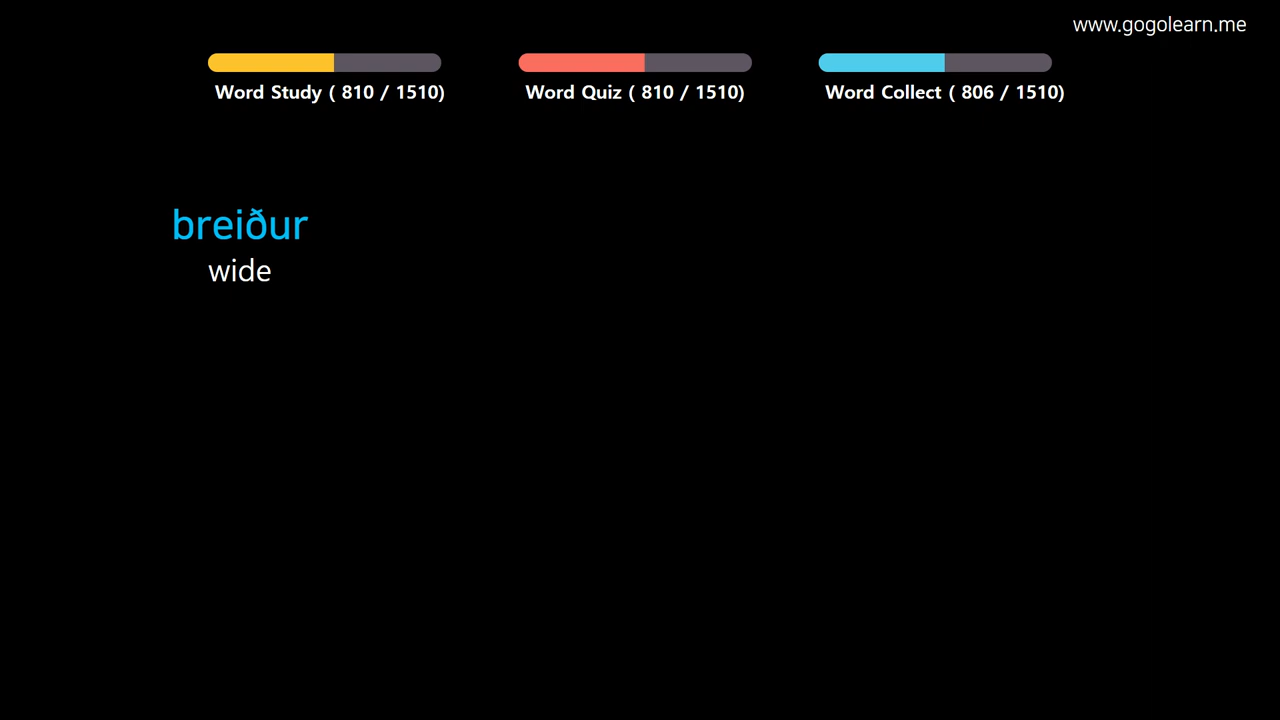 www.gogolearn.me
Word Study ( 810 / 1510)
Word Quiz ( 810 / 1510)
Word Collect ( 806 / 1510)
breiður
wide